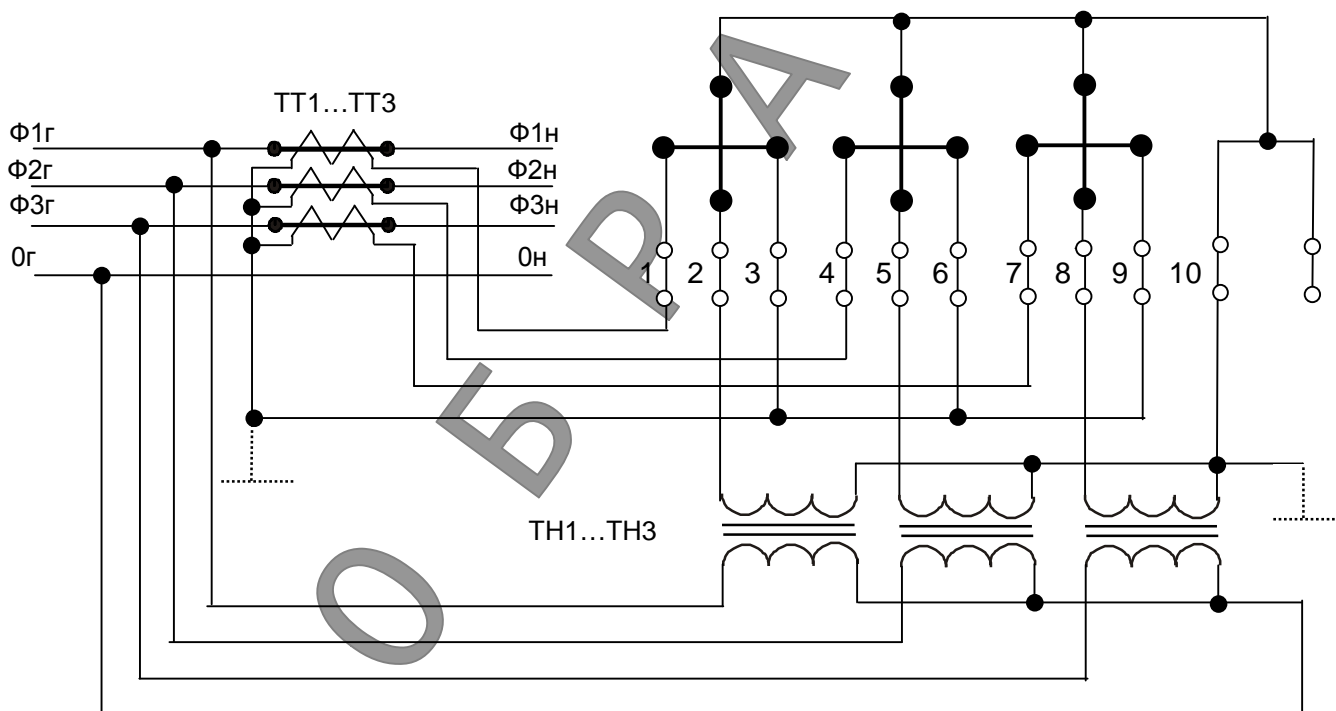 ТТ1...ТТ3
Ф1г
Ф1н
Ф2г
Ф2н
Ф3г
Ф3н
0г
0н
1
2
3
4
5
6
7
8
9
10
ТН1...ТН3
ОБРА